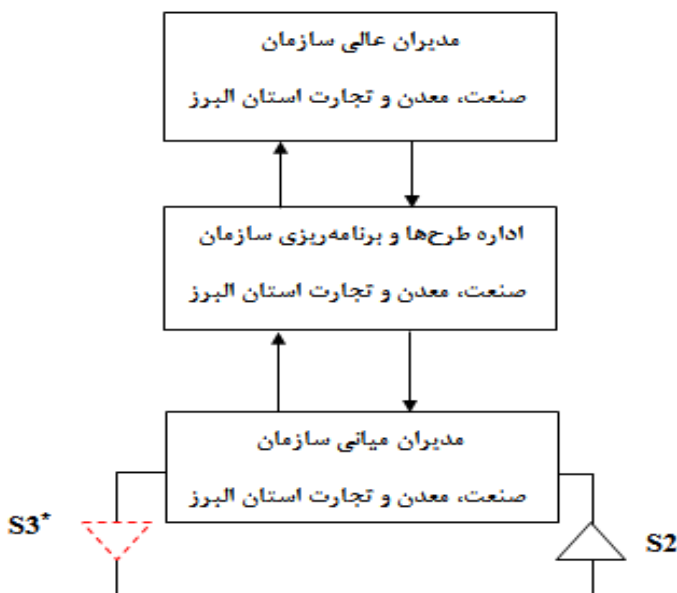 مدیران عالی سازمان
صنعت، معدن و تجارت استان البرز
اداره طرح‌ها و برنامه‌ریزی سازمان
صنعت، معدن و تجارت استان البرز
مدیران میانی سازمان
صنعت، معدن و تجارت استان البرز
S3*
S2